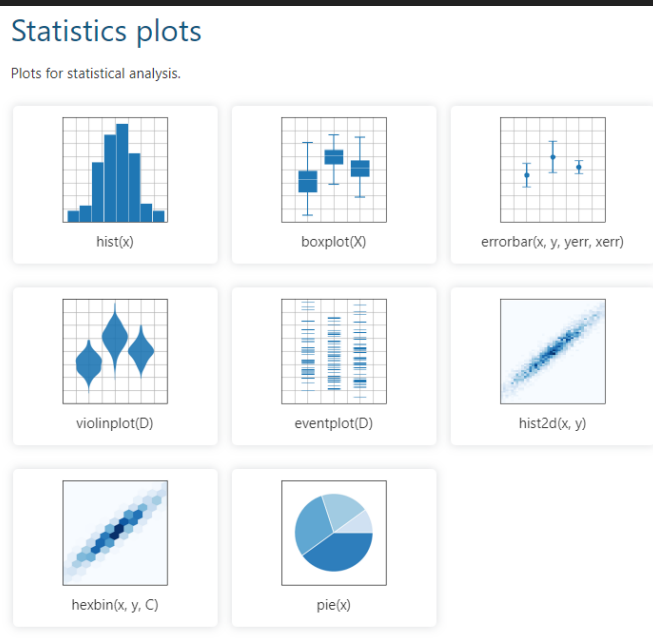 Statistics plots
Plots for statistical analysis.
hist(x)
boxplot(X)
errorbar(x, y, yerr, xerr)
violinplot(D)
eventplot(D)
hist2d(x, y)
hexbin(x, y, C)
pie(x)